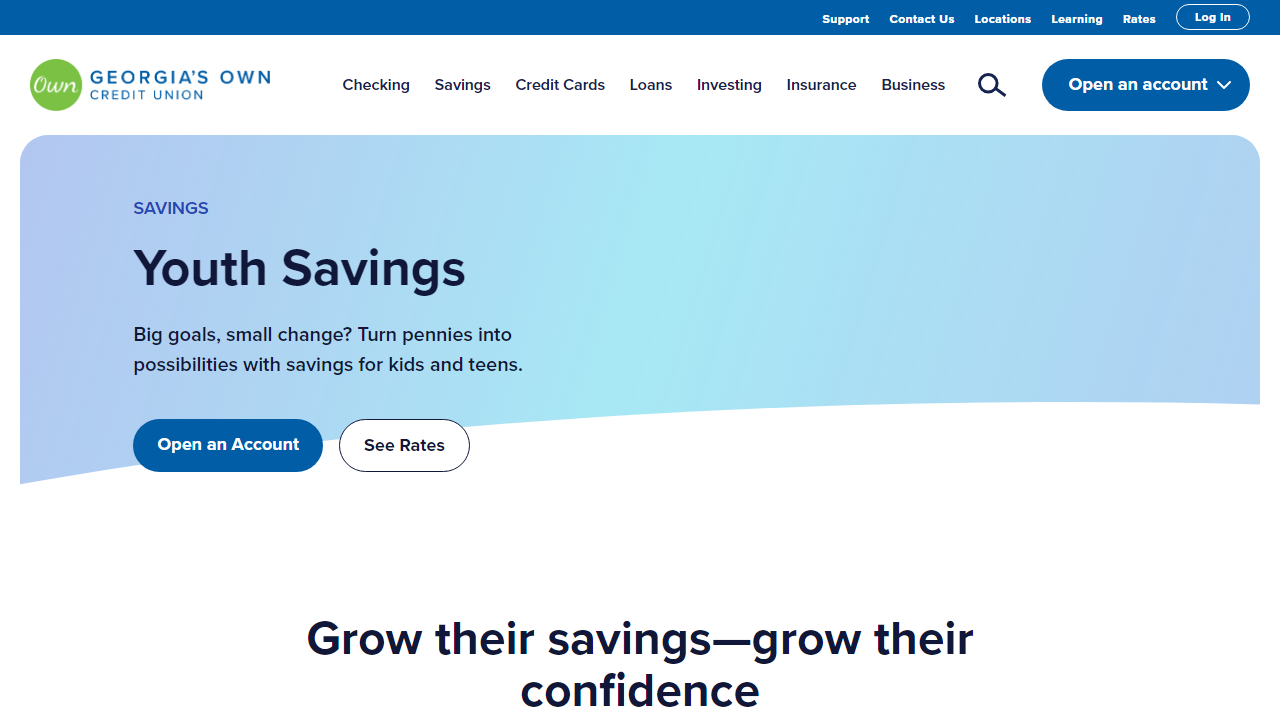 Support Contact Us Locations Learning Rates Log In
Own GEORGIA'S OWN
CREDIT UNION
Checking Savings Credit Cards Loans Investing Insurance Business Open an account
SAVINGS
Youth Savings
Big goals, small change? Turn pennies into
possibilities with savings for kids and teens.
Open an Account See Rates
Grow their savings—grow their
confidence